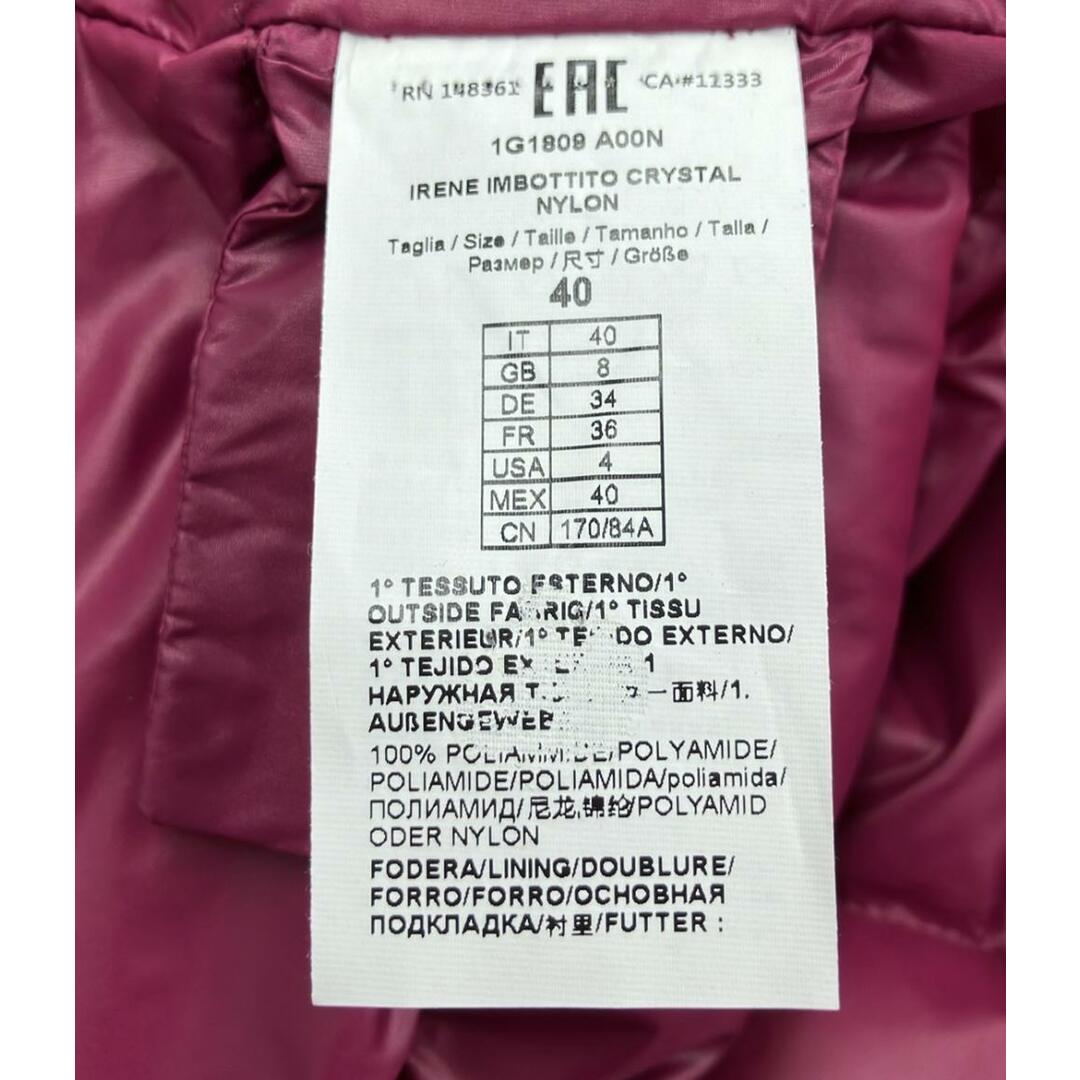 RN 148361 EAC CA#11333
1G1809 A00N
IRENE IMBOTTITO CRYSTAL
NYLON
Taglia / Size / Taille / Tamanho / Talla /
Размер / 尺寸 / Größe
40
IT 40
GB 8
DE 34
FR 36
USA 4
MEX 40
CN 170/84A
1° TESSUTO ESTERNO/1°
OUTSIDE 1° TISSU
EXTERIEUR/1° EXTERNO/
1° TEJIDO 1
НАРУЖНАЯ 一面料/1.
AUßENGEWEBE
100% POLIAMMIDE/POLYAMIDE/
POLIAMIDE/POLIAMIDA/poliamida/
ПОЛИАМИД/尼龙,锦纶/POLYAMID
ODER NYLON
FODERA/LINING/DOUBLURE/
FORRO/FORRO/ОСНОВНАЯ
ПОДКЛАДКА/衬里/FUTTER :